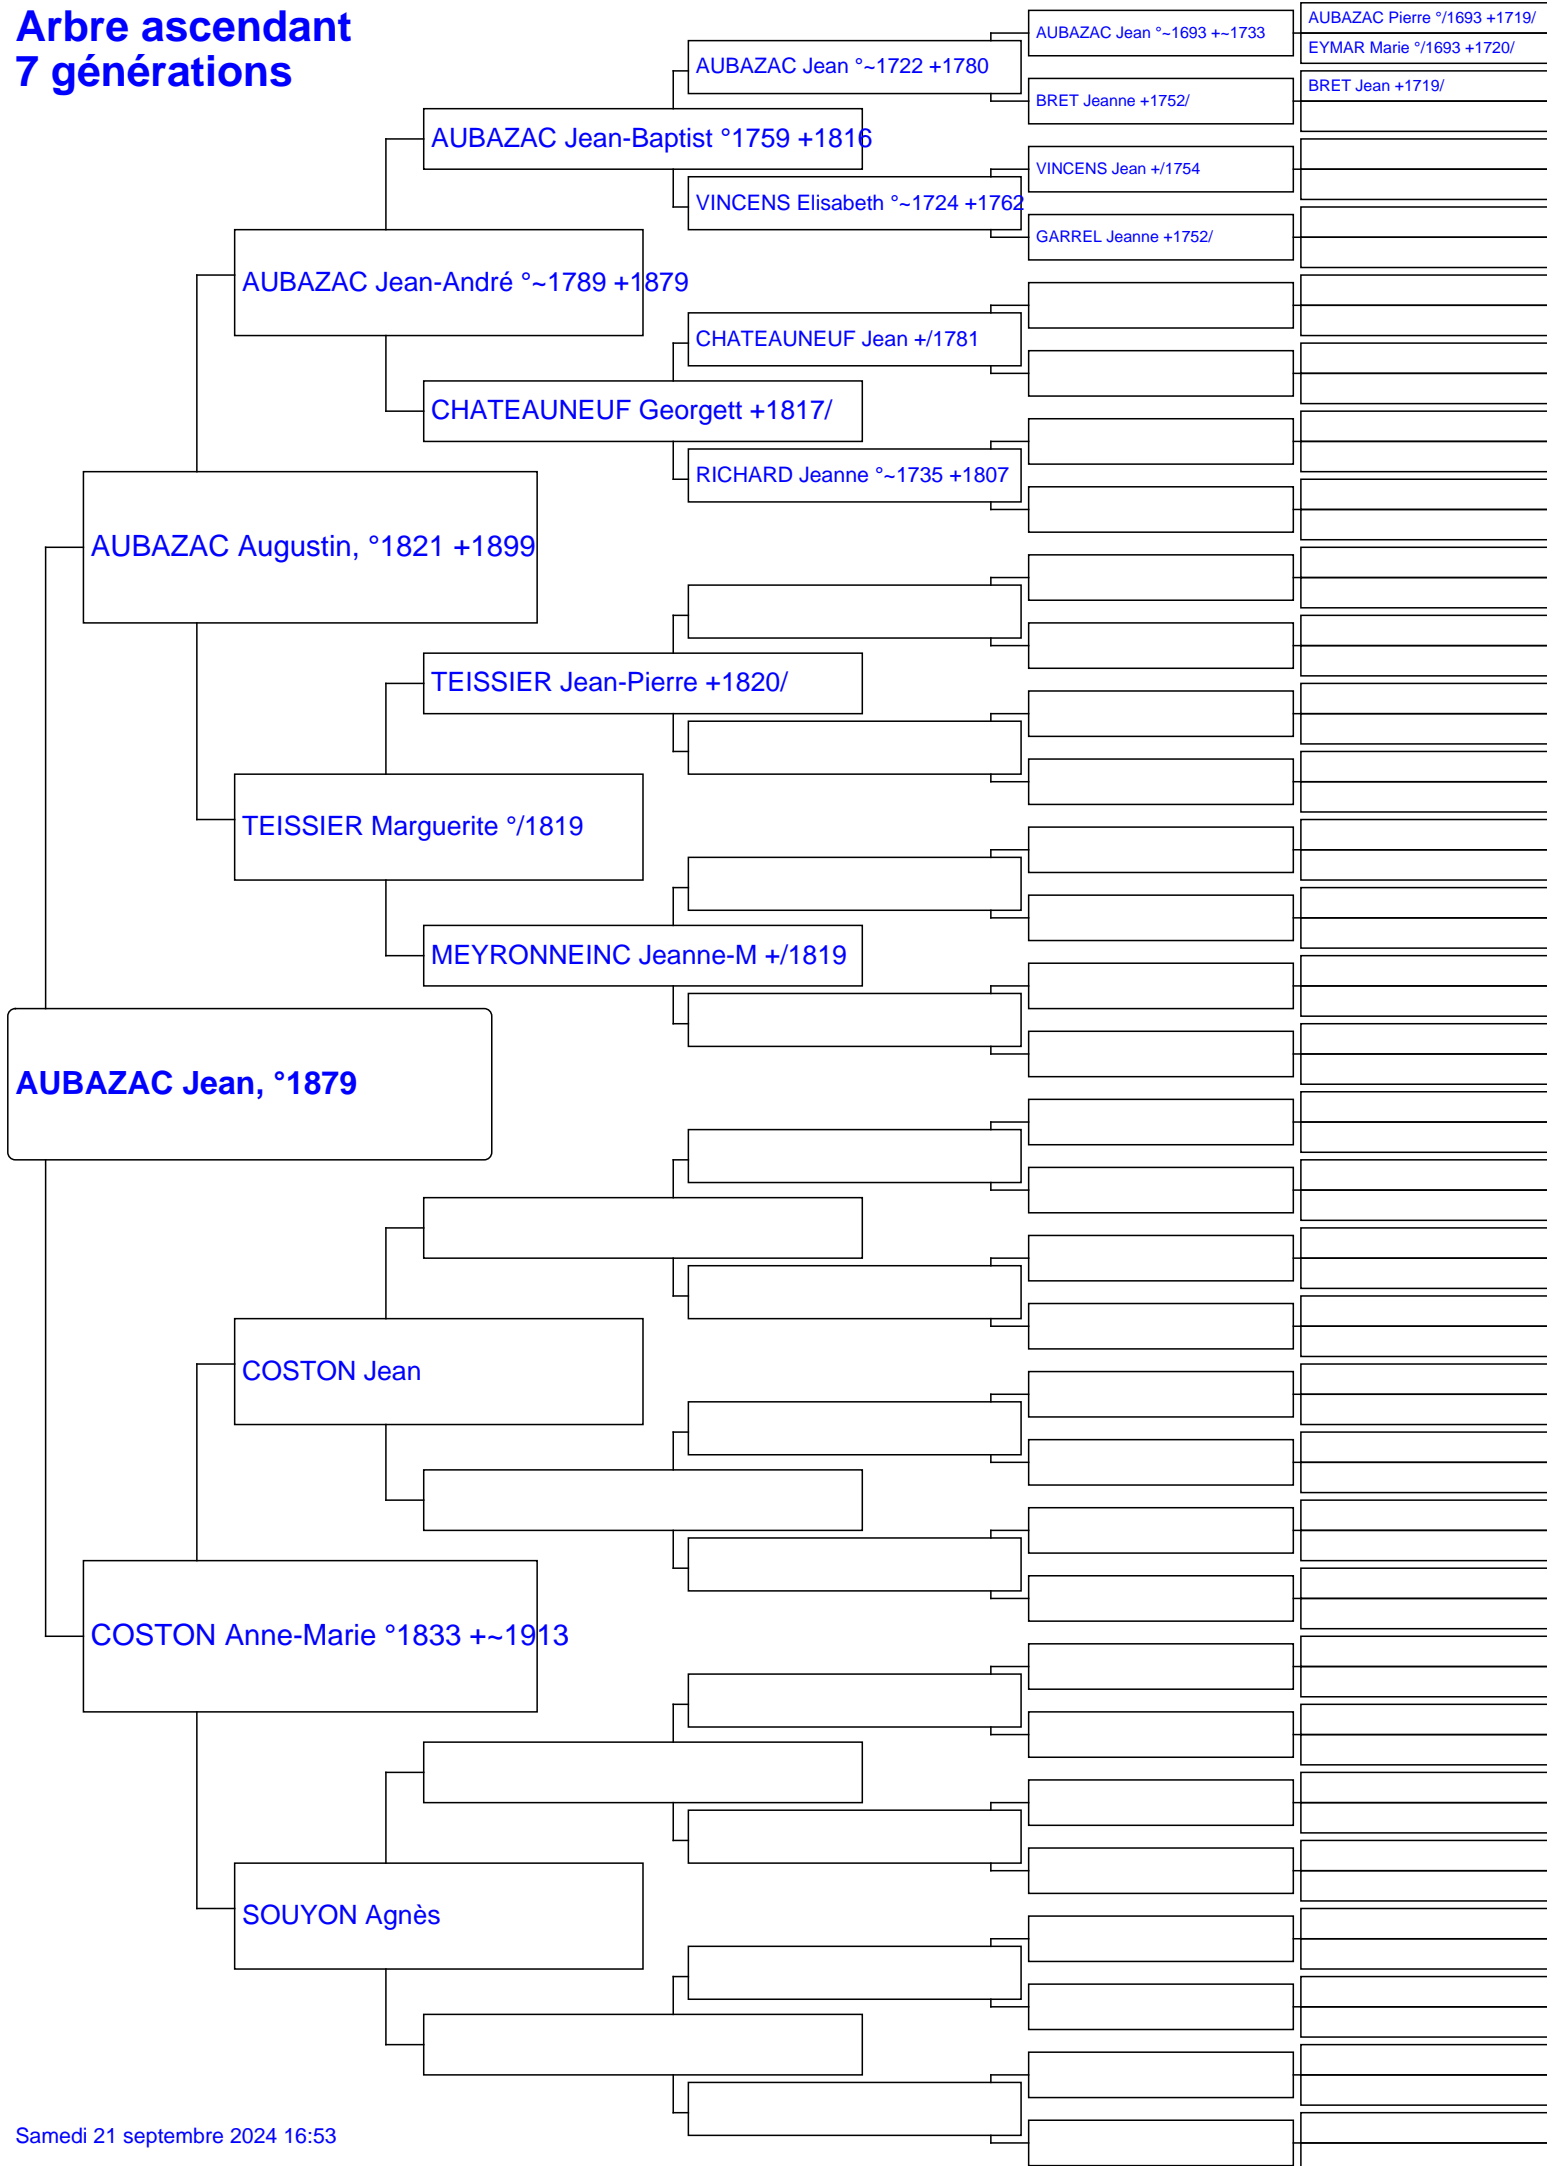 Arbre ascendant
7 générations
AUBAZAC Jean, °1879
AUBAZAC Augustin, °1821 +1899
COSTON Anne-Marie °1833 +~1913
AUBAZAC Jean-André °~1789 +1879
TEISSIER Marguerite °/1819
COSTON Jean
SOUYON Agnès
AUBAZAC Jean-Baptist °1759 +1816
CHATEAUNEUF Georgett +1817/
TEISSIER Jean-Pierre +1820/
MEYRONNEINC Jeanne-M +/1819
AUBAZAC Jean °~1722 +1780
VINCENS Elisabeth °~1724 +1762
CHATEAUNEUF Jean +/1781
RICHARD Jeanne °~1735 +1807
AUBAZAC Jean °~1693 +~1733
BRET Jeanne +1752/
VINCENS Jean +/1754
GARREL Jeanne +1752/
AUBAZAC Pierre °/1693 +1719/
EYMAR Marie °/1693 +1720/
BRET Jean +1719/
Samedi 21 septembre 2024 16:53